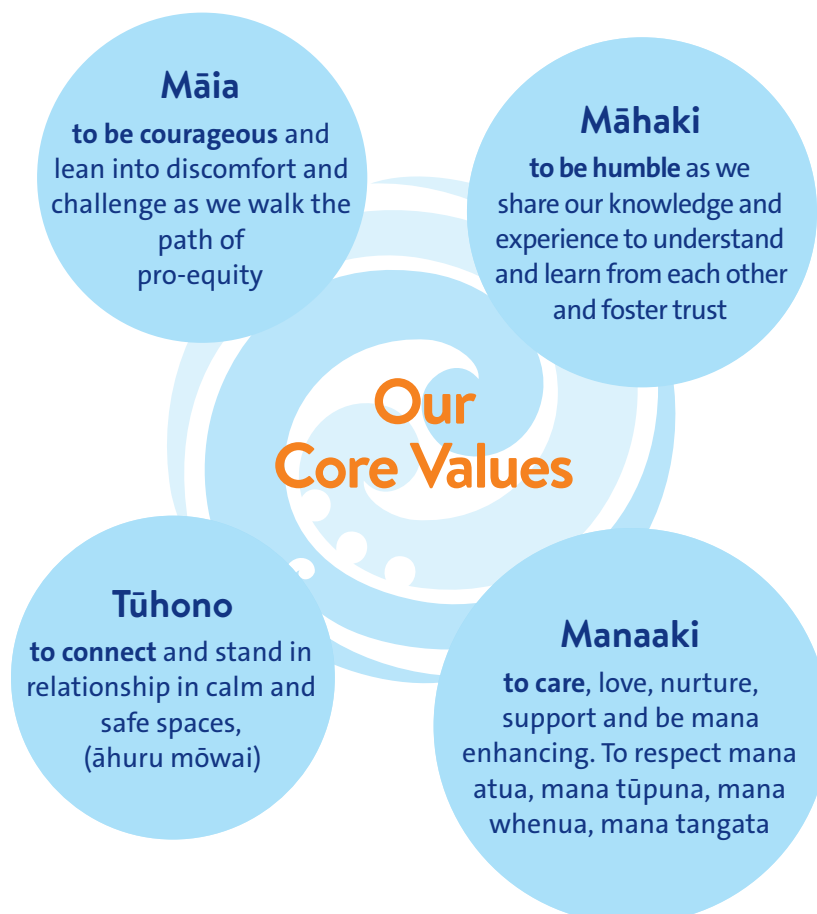 Māia
to be courageous and
lean into discomfort and
challenge as we walk the
path of
pro-equity
Māhaki
to be humble as we
share our knowledge and
experience to understand
and learn from each other
and foster trust
Our
Core Values
Tūhono
to connect and stand in
relationship in calm and
safe spaces,
(āhuru mōwai)
Manaaki
to care, love, nurture,
support and be mana
enhancing. To respect mana
atua, mana tūpuna, mana
whenua, mana tangata